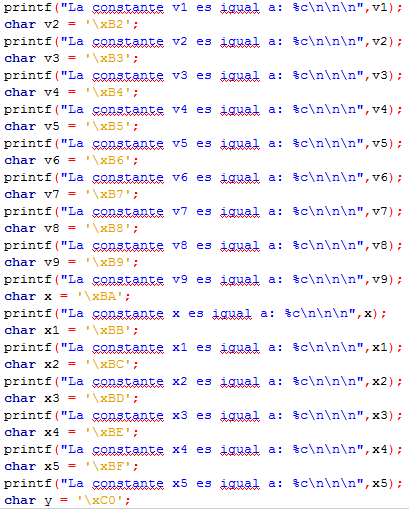 printf("La constante v1 es igual a: %c\n\n\n",v1);
char v2 = '\xB2';
printf("La constante v2 es igual a: %c\n\n\n",v2);
char v3 = '\xB3';
printf("La constante v3 es igual a: %c\n\n\n",v3);
char v4 = '\xB4';
printf("La constante v4 es igual a: %c\n\n\n",v4);
char v5 = '\xB5';
printf("La constante v5 es igual a: %c\n\n\n",v5);
char v6 = '\xB6';
printf("La constante v6 es igual a: %c\n\n\n",v6);
char v7 = '\xB7';
printf("La constante v7 es igual a: %c\n\n\n",v7);
char v8 = '\xB8';
printf("La constante v8 es igual a: %c\n\n\n",v8);
char v9 = '\xB9';
printf("La constante v9 es igual a: %c\n\n\n",v9);
char x = '\xBA';
printf("La constante x es igual a: %c\n\n\n",x);
char x1 = '\xBB';
printf("La constante x1 es igual a: %c\n\n\n",x1);
char x2 = '\xBC';
printf("La constante x2 es igual a: %c\n\n\n",x2);
char x3 = '\xBD';
printf("La constante x3 es igual a: %c\n\n\n",x3);
char x4 = '\xBE';
printf("La constante x4 es igual a: %c\n\n\n",x4);
char x5 = '\xBF';
printf("La constante x5 es igual a: %c\n\n\n",x5);
char y = '\xC0';